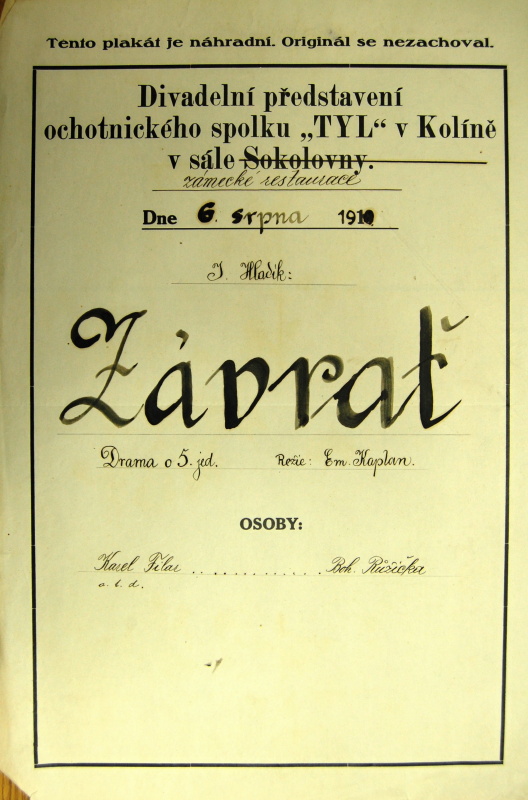 Tento plakát je náhradní. Originál se nezachoval.
Divadelní představení
ochotnického spolku „TYL“ v Kolíně
v sále Sokolovny.
zámecké restaurace
Dne 6. srpna 1910
J. Hladík:
Závrať
Drama o 5. jed. Režie: Em. Kaplan.
OSOBY:
Karel Filar .............. Boh. Růžička
a. t. d.